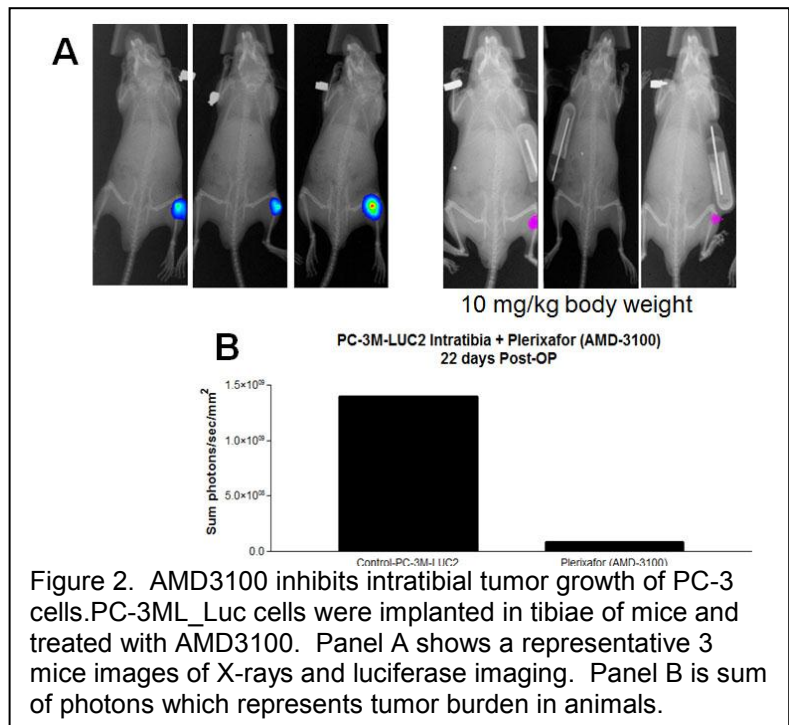 A
10 mg/kg body weight
B
PC-3M-LUC2 Intratibia + Plerixafor (AMD-3100)
22 days Post-OP
Sum photons/sec/mm²
1.5×10⁰⁹
1.0×10⁰⁹
5.0×10⁰⁸
0.0
Control-PC-3M-LUC2
Plerixafor (AMD-3100)
Figure 2. AMD3100 inhibits intratibial tumor growth of PC-3
cells.PC-3ML_Luc cells were implanted in tibiae of mice and
treated with AMD3100. Panel A shows a representative 3
mice images of X-rays and luciferase imaging. Panel B is sum
of photons which represents tumor burden in animals.